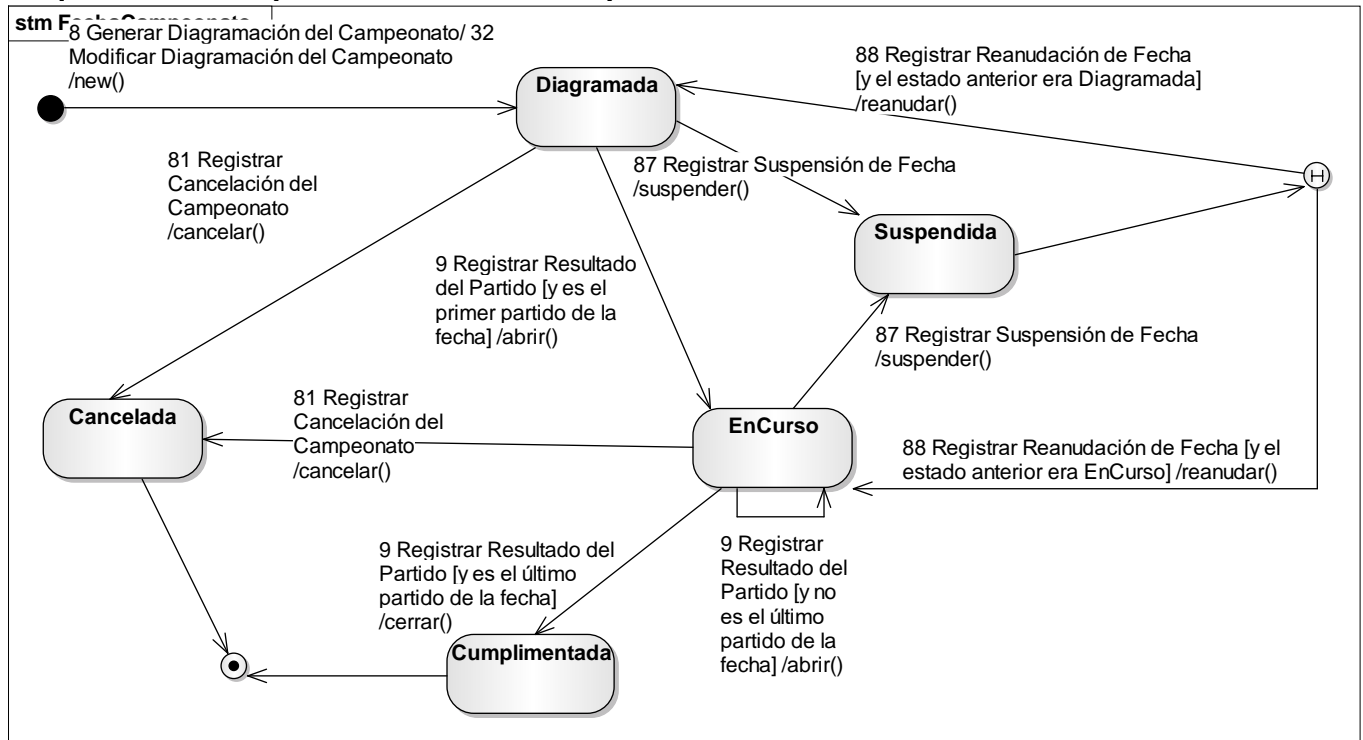 stm FechaCampeonato
8 Generar Diagramación del Campeonato/ 32
Modificar Diagramación del Campeonato
/new()
Diagramada
88 Registrar Reanudación de Fecha
[y el estado anterior era Diagramada]
/reanudar()
81 Registrar
Cancelación del
Campeonato
/cancelar()
87 Registrar Suspensión de Fecha
/suspender()
H
Suspendida
9 Registrar Resultado
del Partido [y es el
primer partido de la
fecha] /abrir()
87 Registrar Suspensión de Fecha
/suspender()
Cancelada
81 Registrar
Cancelación del
Campeonato
/cancelar()
EnCurso
88 Registrar Reanudación de Fecha [y el
estado anterior era EnCurso] /reanudar()
9 Registrar Resultado del
Partido [y es el último
partido de la fecha]
/cerrar()
9 Registrar
Resultado del
Partido [y no
es el último
partido de la
fecha] /abrir()
Cumplimentada